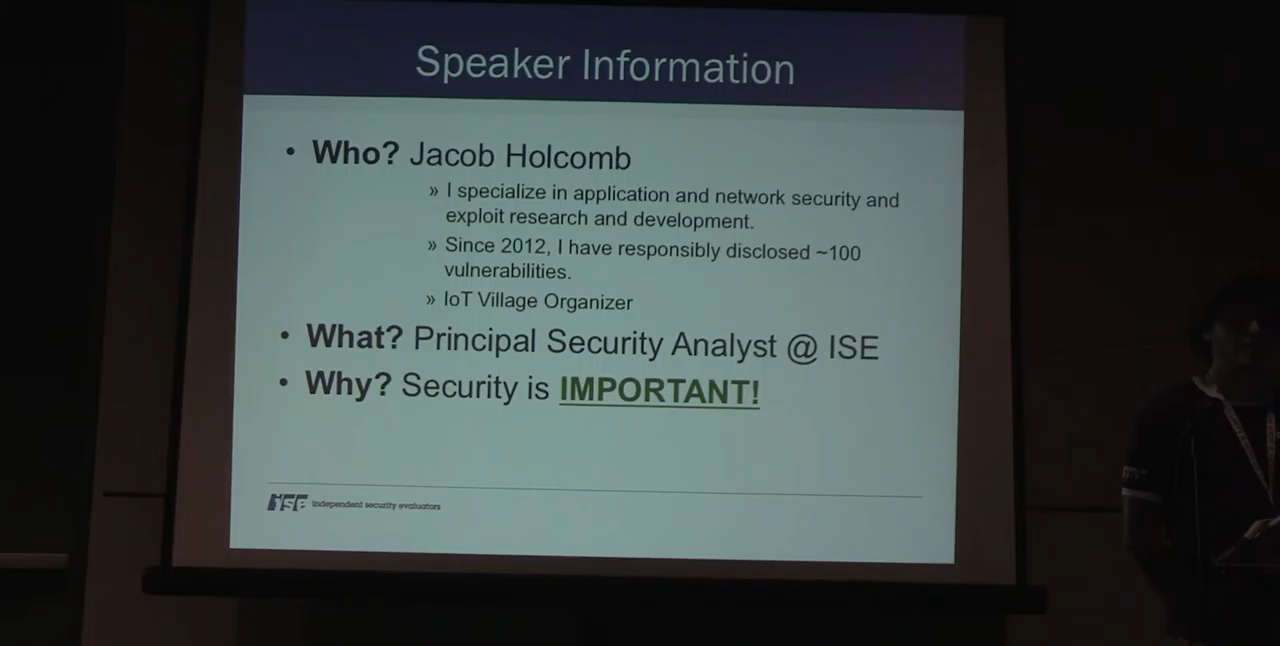 Speaker Information
• Who? Jacob Holcomb
» I specialize in application and network security and
exploit research and development.
» Since 2012, I have responsibly disclosed ~100
vulnerabilities.
» IoT Village Organizer
• What? Principal Security Analyst @ ISE
• Why? Security is IMPORTANT!
ise independent security evaluators